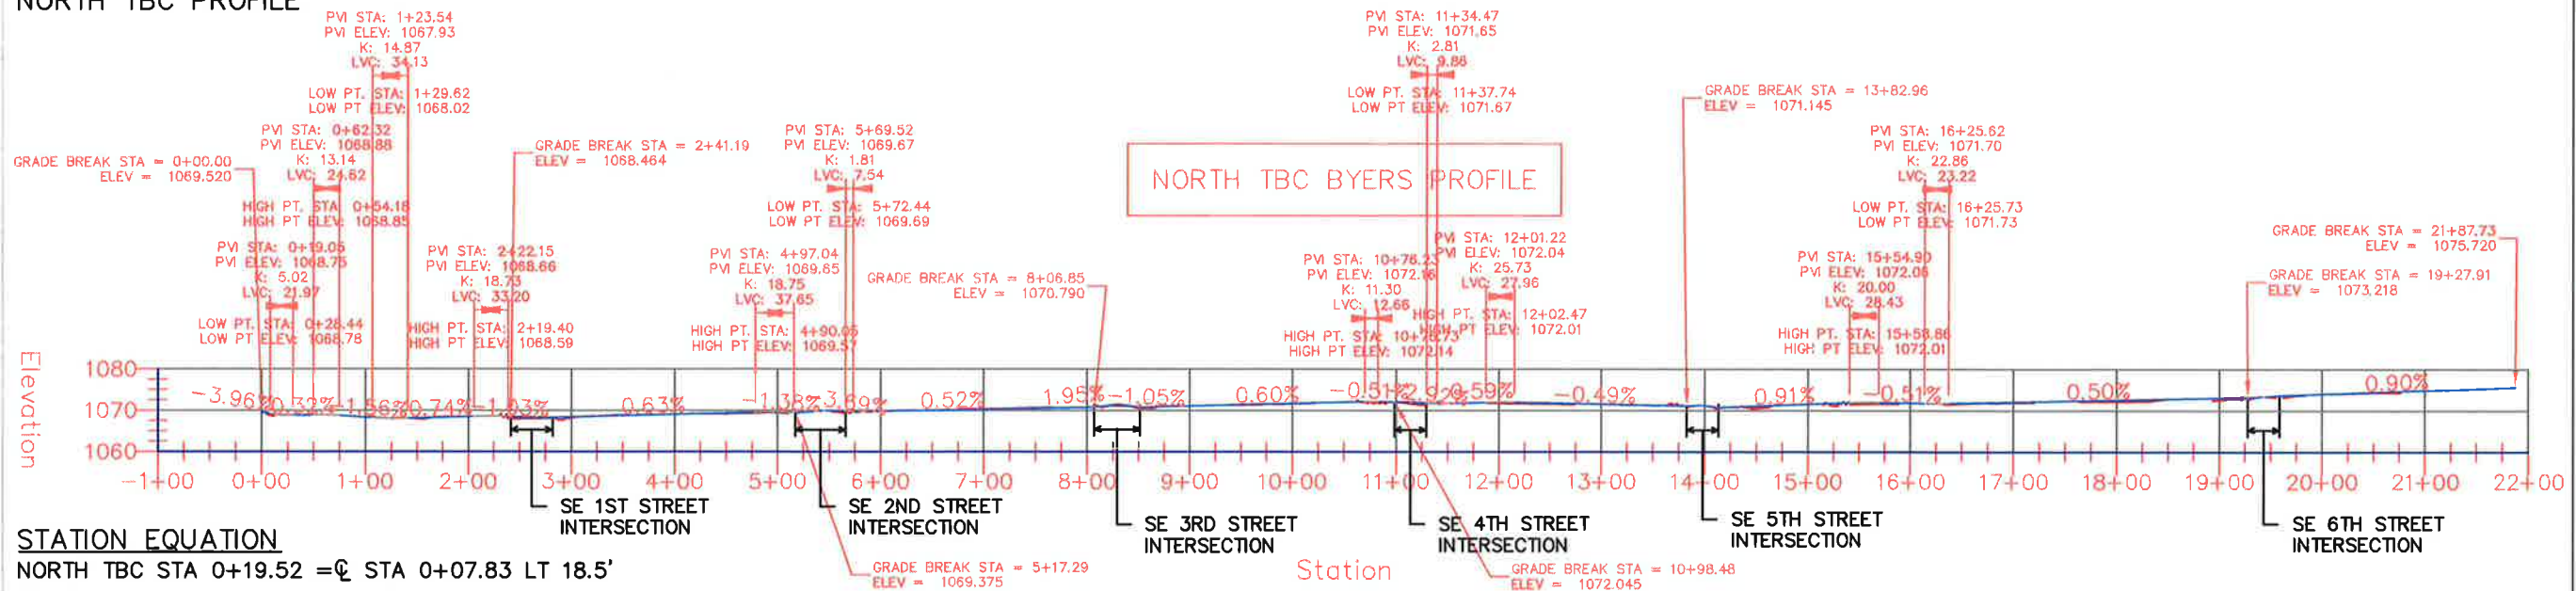 NORTH TBC PROFILE
PVI STA: 1+23.54
PVI ELEV: 1067.93
K: 14.87
LVC: 34.13
LOW PT. STA: 1+29.62
LOW PT ELEV: 1068.02
PVI STA: 0+62.32
PVI ELEV: 1068.88
K: 13.14
LVC: 24.62
GRADE BREAK STA = 0+00.00
ELEV = 1069.520
HIGH PT. STA: 0+54.18
HIGH PT ELEV: 1068.85
PVI STA: 0+19.05
PVI ELEV: 1068.75
K: 5.02
LVC: 21.97
LOW PT. STA: 0+28.44
LOW PT ELEV: 1068.78
GRADE BREAK STA = 2+41.19
ELEV = 1068.464
PVI STA: 2+22.15
PVI ELEV: 1068.66
K: 18.73
LVC: 33.20
HIGH PT. STA: 2+19.40
HIGH PT ELEV: 1068.59
PVI STA: 5+69.52
PVI ELEV: 1069.67
K: 1.81
LVC: 7.54
LOW PT. STA: 5+72.44
LOW PT ELEV: 1069.69
PVI STA: 4+97.04
PVI ELEV: 1069.65
K: 18.75
LVC: 37.65
HIGH PT. STA: 4+90.05
HIGH PT ELEV: 1069.57
GRADE BREAK STA = 8+06.85
ELEV = 1070.790
NORTH TBC BYERS PROFILE
PVI STA: 11+34.47
PVI ELEV: 1071.65
K: 2.81
LVC: 9.86
LOW PT. STA: 11+37.74
LOW PT ELEV: 1071.67
PVI STA: 10+76.23
PVI ELEV: 1072.16
K: 11.30
LVC: 12.66
HIGH PT. STA: 10+76.73
HIGH PT ELEV: 1072.14
PVI STA: 12+01.22
PVI ELEV: 1072.04
K: 25.73
LVC: 27.96
HIGH PT. STA: 12+02.47
HIGH PT ELEV: 1072.01
GRADE BREAK STA = 13+82.96
ELEV = 1071.145
PVI STA: 16+25.62
PVI ELEV: 1071.70
K: 22.86
LVC: 23.22
LOW PT. STA: 16+25.73
LOW PT ELEV: 1071.73
PVI STA: 15+54.90
PVI ELEV: 1072.06
K: 20.00
LVC: 28.43
HIGH PT. STA: 15+58.86
HIGH PT ELEV: 1072.01
GRADE BREAK STA = 21+87.73
ELEV = 1075.720
GRADE BREAK STA = 19+27.91
ELEV = 1073.218
Elevation
1080
1070
1060
-3.96% 0.32% -1.56% 0.74% -1.03% 0.63% -1.38% 3.69% 0.52% 1.95% -1.05% 0.60% -0.51% 2.92% 0.59% -0.49% 0.91% -0.51% 0.50% 0.90%
-1+00 0+00 1+00 2+00 3+00 4+00 5+00 6+00 7+00 8+00 9+00 10+00 11+00 12+00 13+00 14+00 15+00 16+00 17+00 18+00 19+00 20+00 21+00 22+00
SE 1ST STREET
INTERSECTION
SE 2ND STREET
INTERSECTION
SE 3RD STREET
INTERSECTION
SE 4TH STREET
INTERSECTION
SE 5TH STREET
INTERSECTION
SE 6TH STREET
INTERSECTION
Station
GRADE BREAK STA = 5+17.29
ELEV = 1069.375
GRADE BREAK STA = 10+98.48
ELEV = 1072.045
STATION EQUATION
NORTH TBC STA 0+19.52 =℄ STA 0+07.83 LT 18.5'